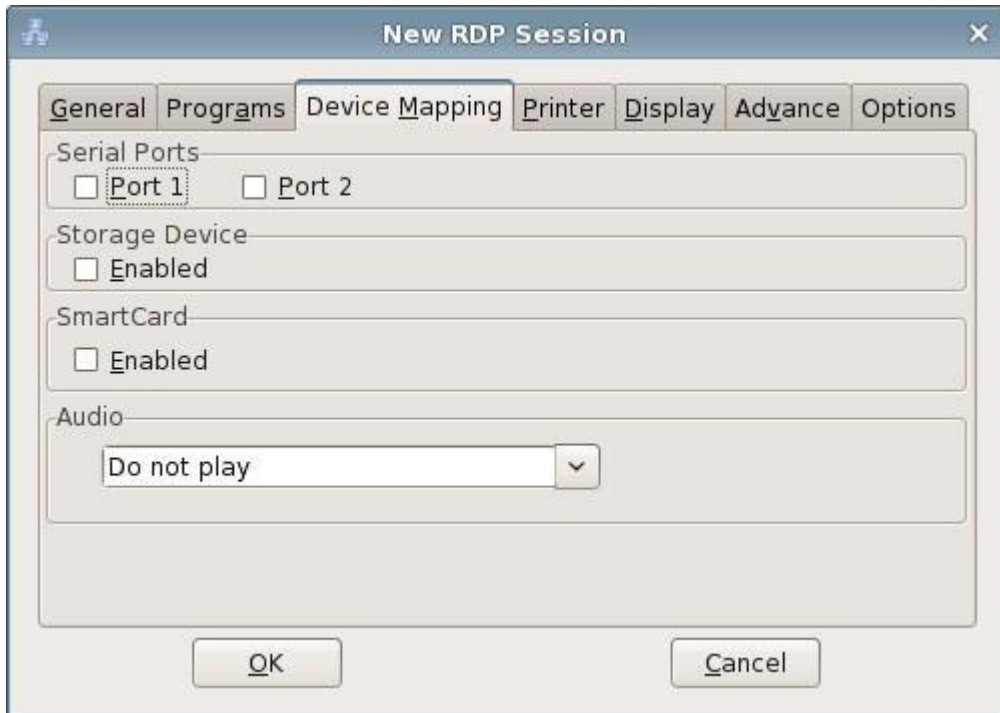 New RDP Session
General Programs Device Mapping Printer Display Advance Options
Serial Ports
Port 1 Port 2
Storage Device
Enabled
SmartCard
Enabled
Audio
Do not play
OK Cancel